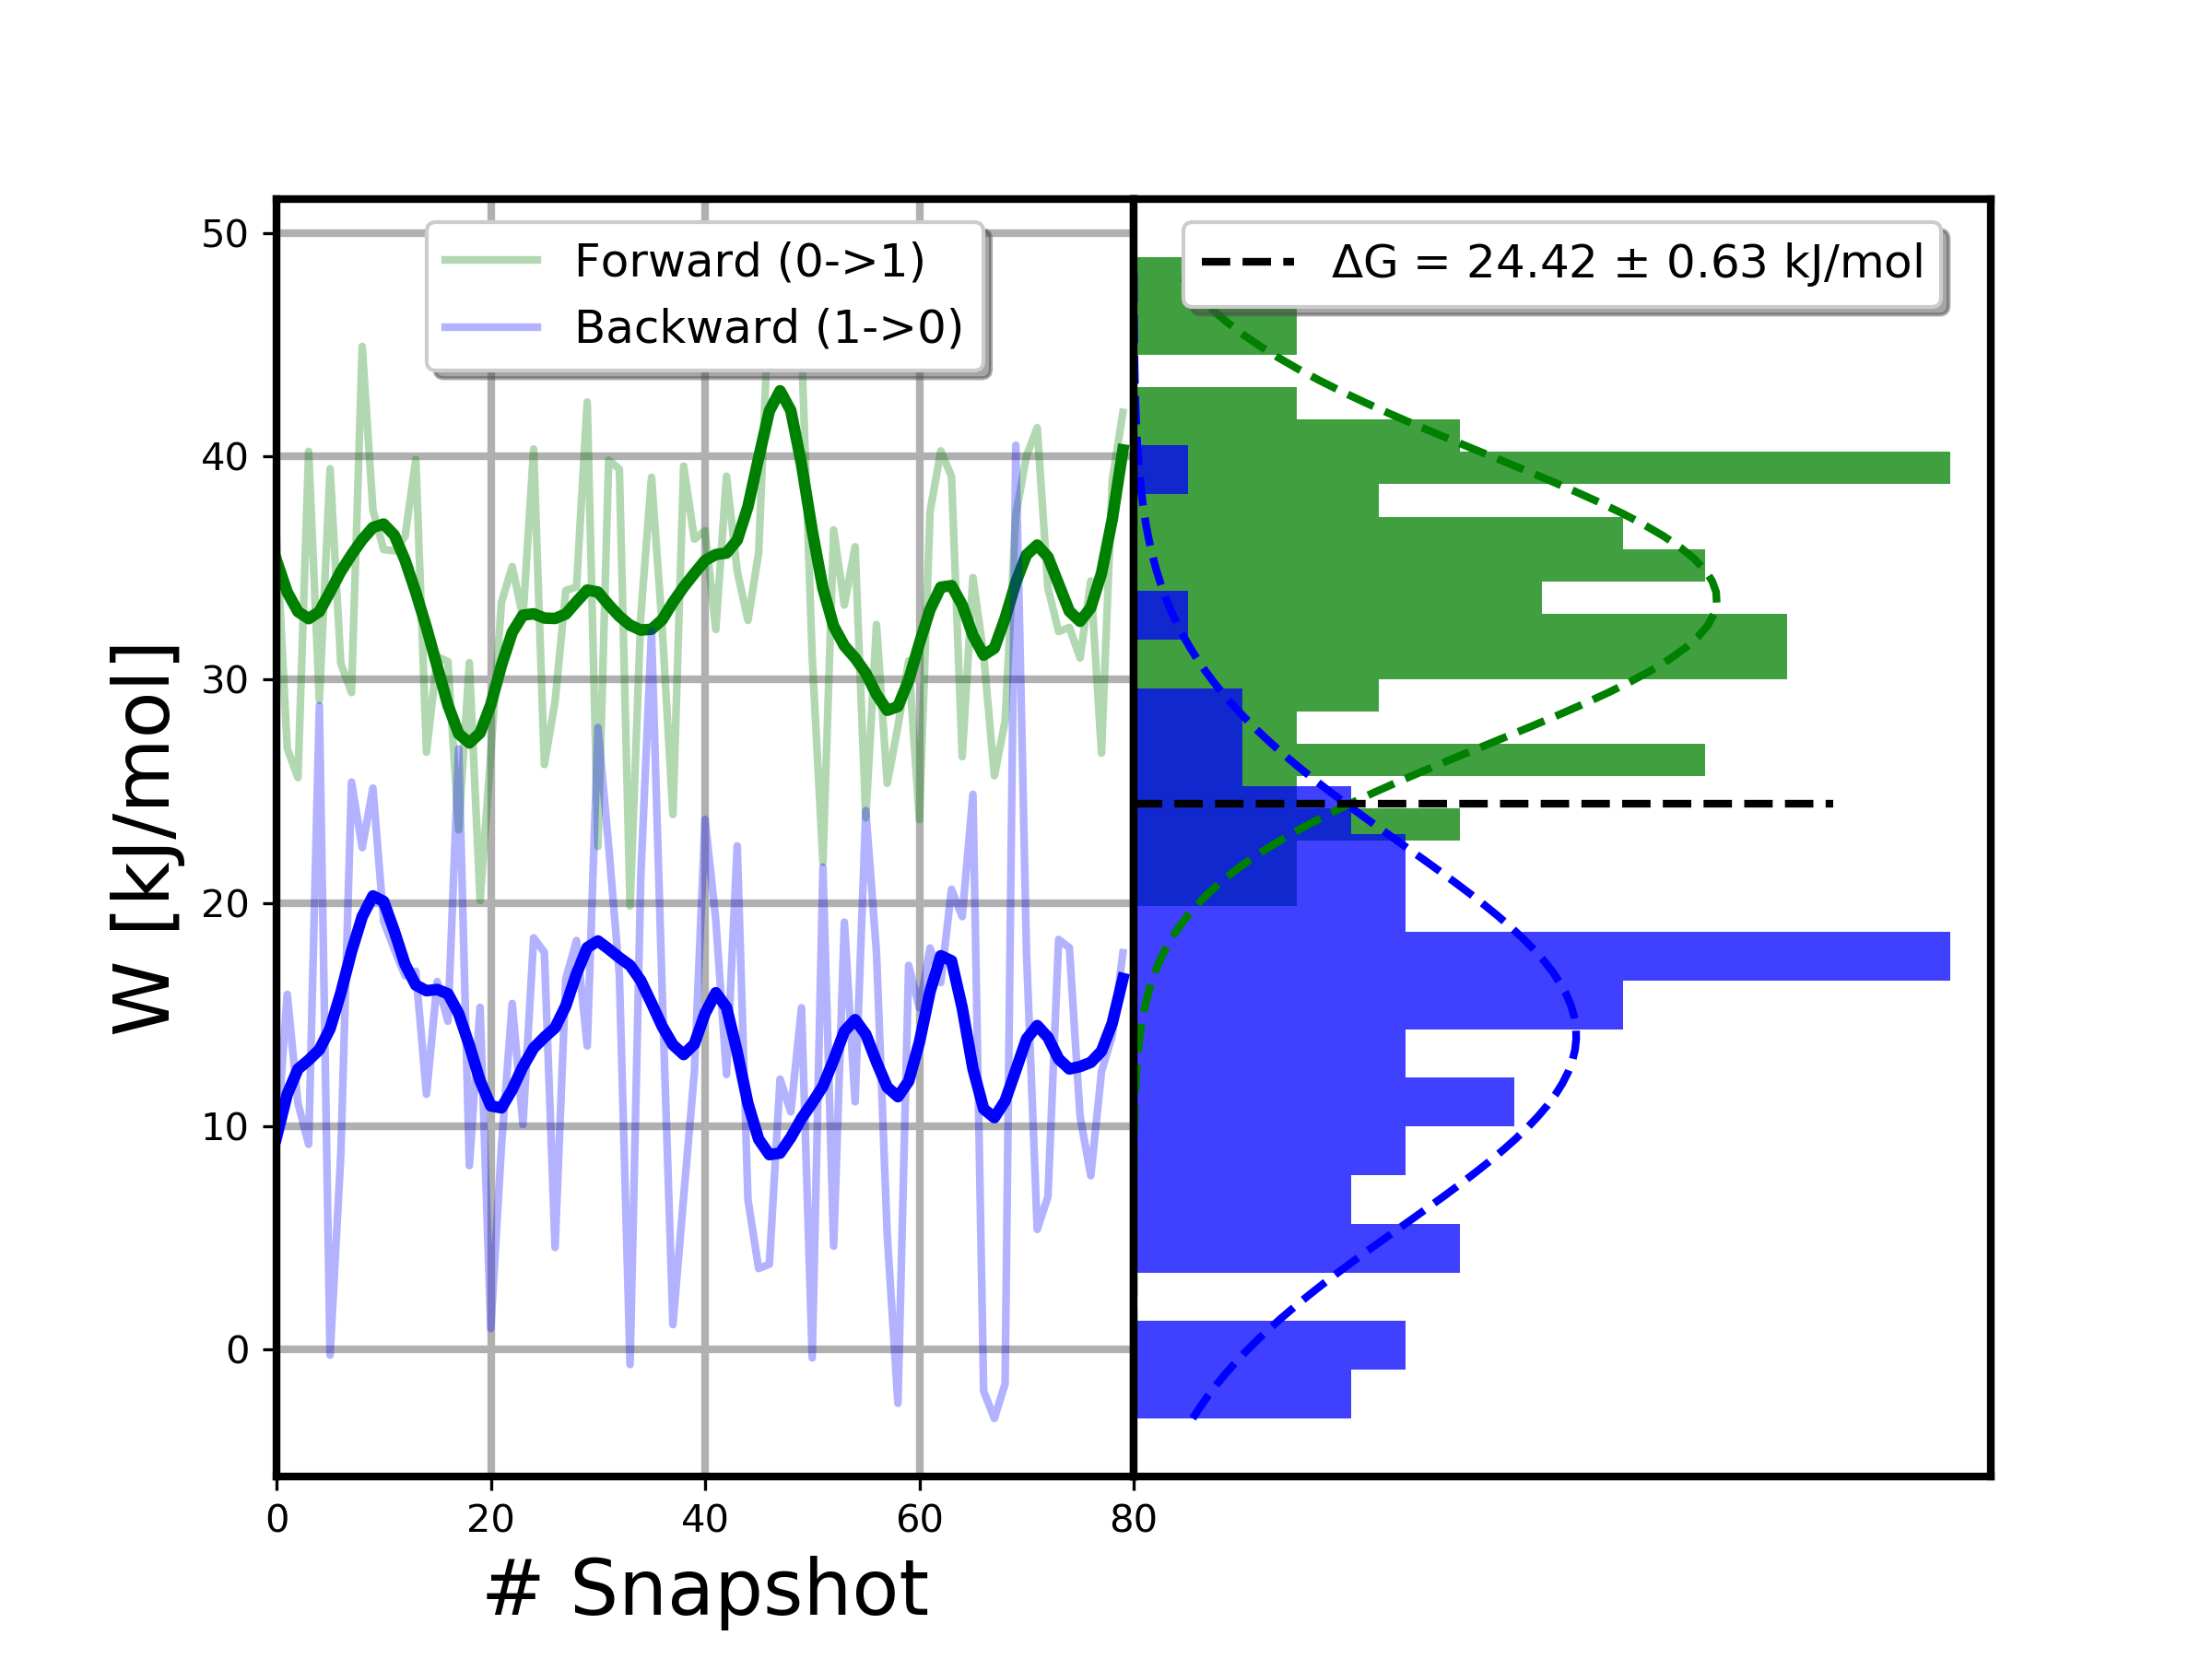 Forward (0->1)
Backward (1->0)
ΔG = 24.42 ± 0.63 kJ/mol
W [kJ/mol]
50
40
30
20
10
0
0 20 40 60 80
# Snapshot